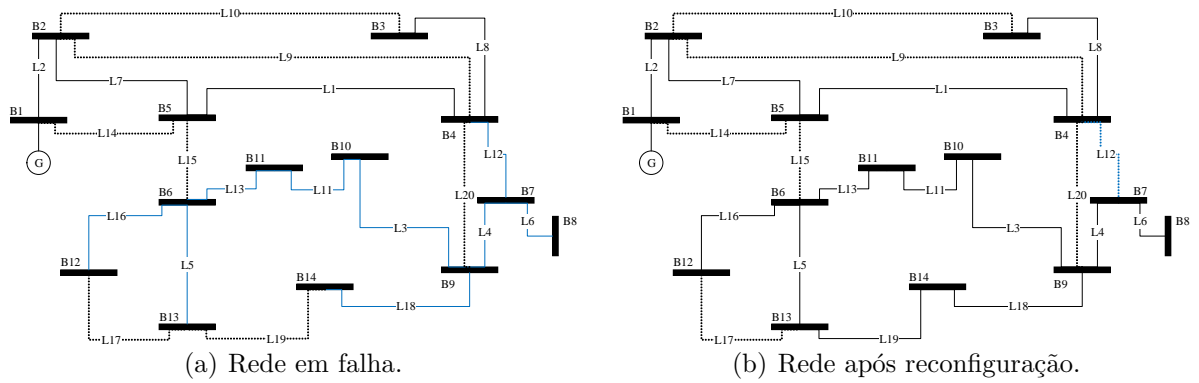 L10
B2
B3
L8
L9
L2
L7
L1
B1
B5
L14
B4
G
B10
L12
B11
L15
L13
L11
B6
B7
L20
L6
B8
L16
L3
L4
L5
B12
B14
B9
L18
B13
L17
L19
(a) Rede em falha.
L10
B2
B3
L8
L9
L2
L7
L1
B1
B5
L14
B4
G
B10
L12
B11
L15
L13
L11
B6
B7
L20
L6
B8
L16
L3
L4
L5
B12
B14
B9
L18
B13
L17
L19
(b) Rede após reconfiguração.